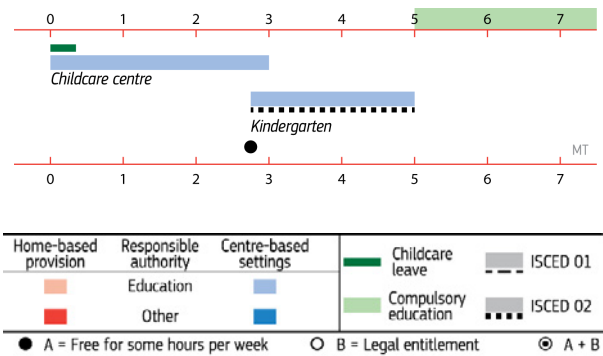 0 1 2 3 4 5 6 7
Childcare centre
Kindergarten
MT
0 1 2 3 4 5 6 7
Home-based provision
Responsible authority
Centre-based settings
Education
Other
Childcare leave
Compulsory education
ISCED 01
ISCED 02
A = Free for some hours per week
B = Legal entitlement
A + B